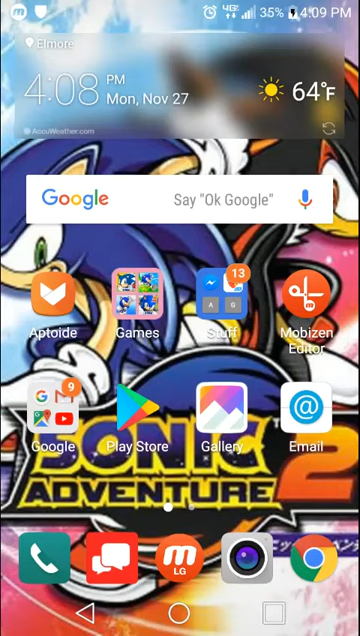 4G LTE 35% 4:09 PM
Elmore
4:08 PM
Mon, Nov 27
64°F
AccuWeather.com
Google Say "Ok Google"
13
Aptoide Games Stuff Mobizen Editor
A G
9
G M
Google Play Store Gallery Email
SONIC
ADVENTURE 2
LG